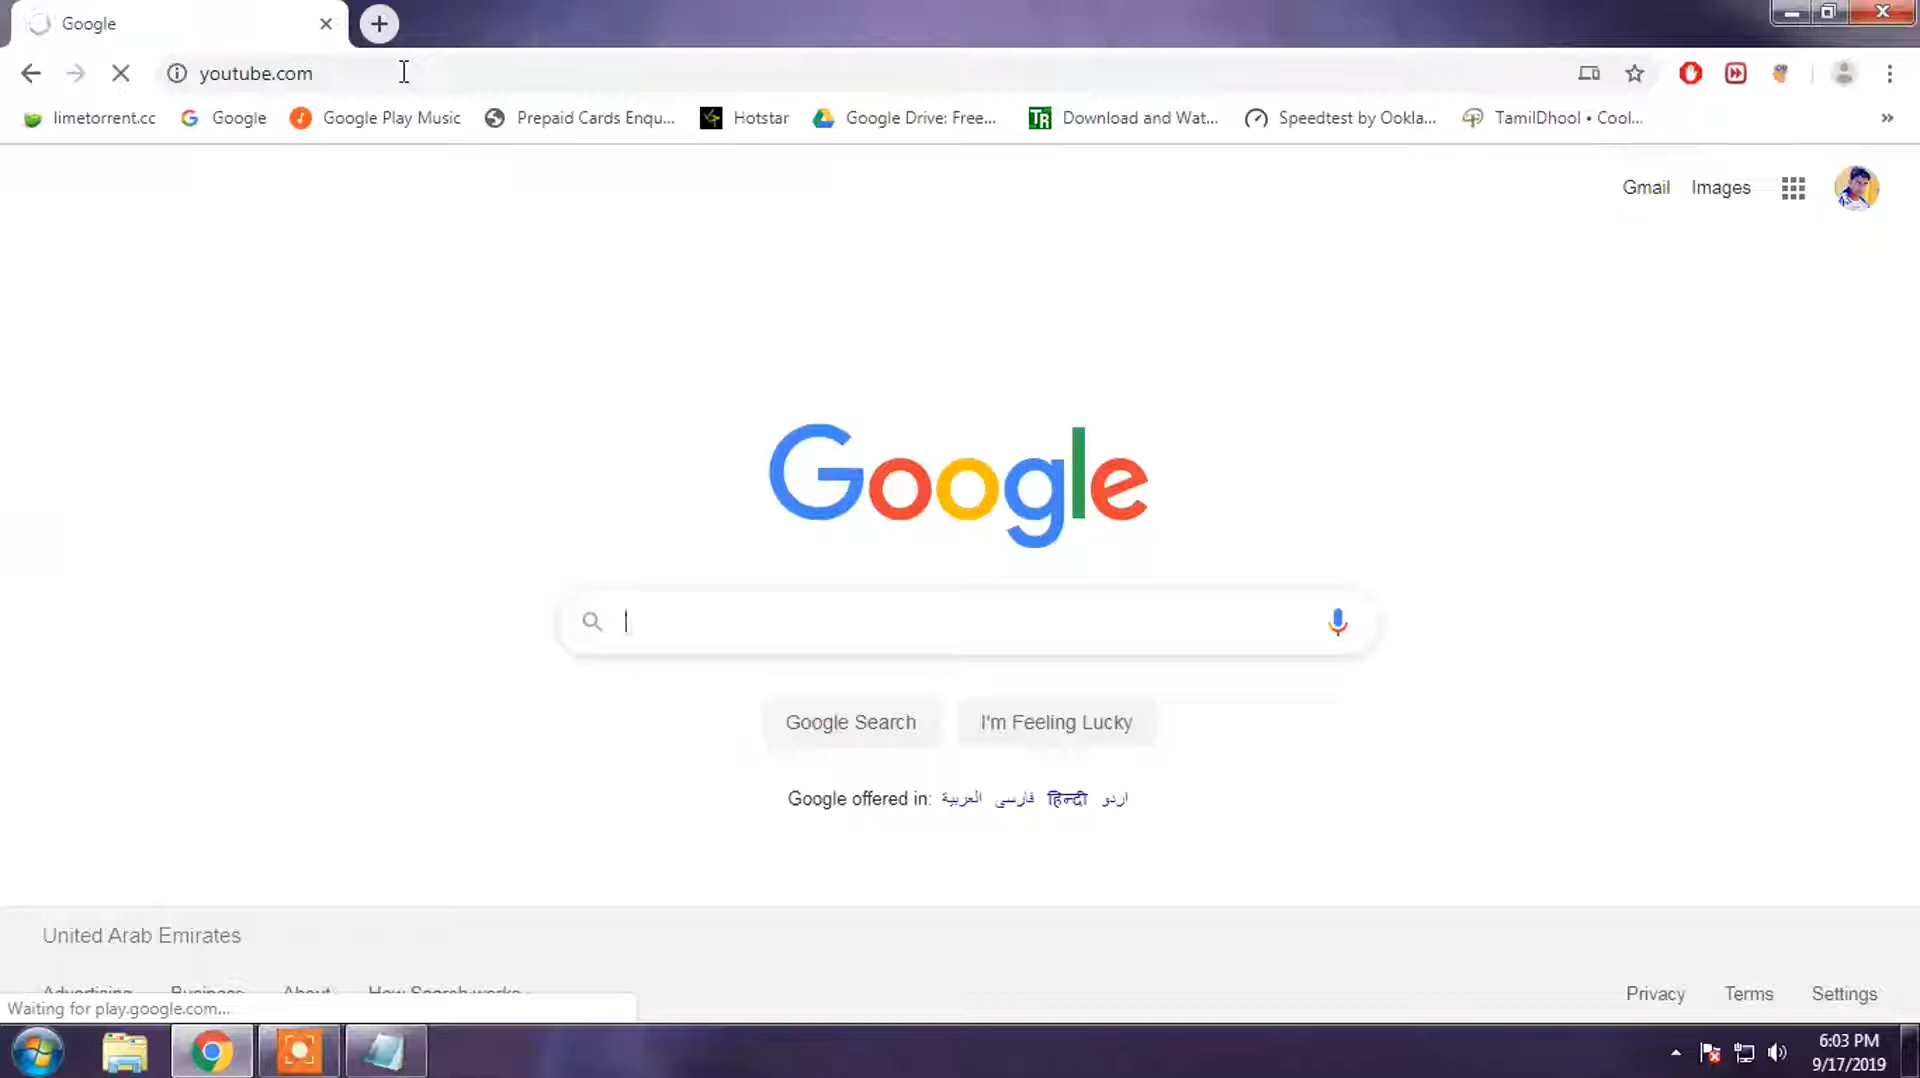 Google
youtube.com
limetorrent.cc Google Google Play Music Prepaid Cards Enqu... Hotstar Google Drive: Free... TR Download and Wat... Speedtest by Ookla... TamilDhool • Cool... »
Gmail Images
Google
Google Search I'm Feeling Lucky
Google offered in: العربية فارسی हिन्दी اردو
United Arab Emirates
Advertising Business About How Search works
Privacy Terms Settings
Waiting for play.google.com...
6:03 PM
9/17/2019